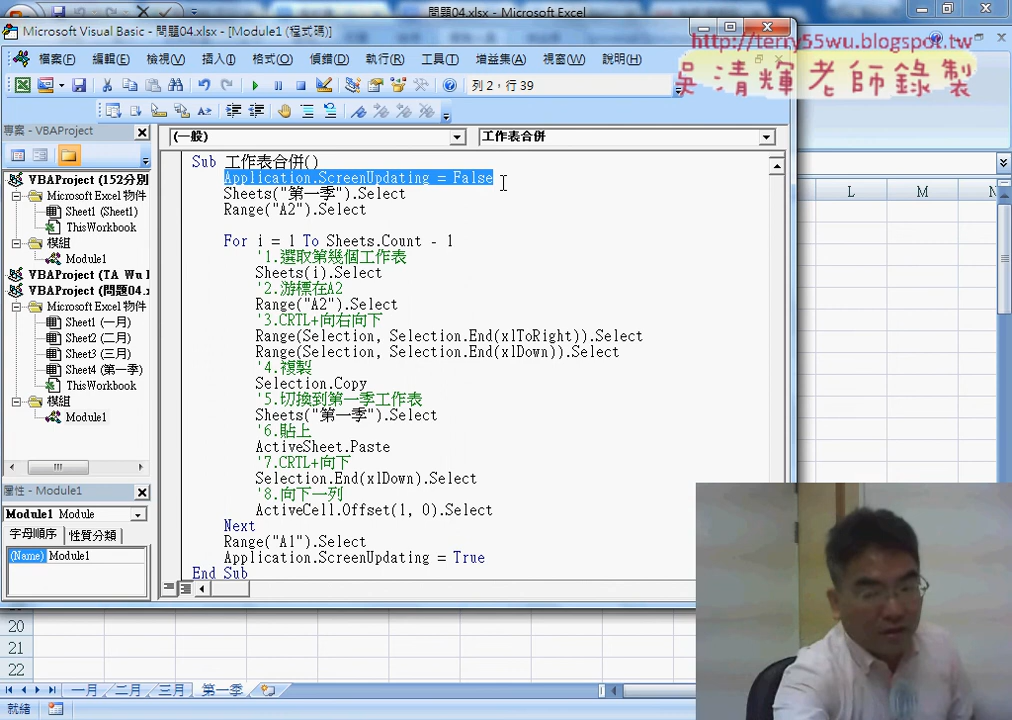 問題04.xlsx - Microsoft Excel
Microsoft Visual Basic - 問題04.xlsx - [Module1 (程式碼)]
http://terry55wu.blogspot.tw
吳清輝老師錄製
檔案(F) 編輯(E) 檢視(V) 插入(I) 格式(O) 偵錯(D) 執行(R) 工具(T) 增益集(A) 視窗(W) 說明(H)
列 2，行 39
專案 - VBAProject
(一般) 工作表合併
VBAProject (152分別
Microsoft Excel 物件
Sheet1 (Sheet1)
ThisWorkbook
模組
Module1
VBAProject (TA Wu I
VBAProject (問題04.x
Microsoft Excel 物件
Sheet1 (一月)
Sheet2 (二月)
Sheet3 (三月)
Sheet4 (第一季)
ThisWorkbook
模組
Module1
屬性 - Module1
Module1 Module
字母順序 性質分類
(Name) Module1
Sub 工作表合併()
Application.ScreenUpdating = False
Sheets("第一季").Select
Range("A2").Select
For i = 1 To Sheets.Count - 1
'1.選取第幾個工作表
Sheets(i).Select
'2.游標在A2
Range("A2").Select
'3.CRTL+向右向下
Range(Selection, Selection.End(xlToRight)).Select
Range(Selection, Selection.End(xlDown)).Select
'4.複製
Selection.Copy
'5.切換到第一季工作表
Sheets("第一季").Select
'6.貼上
ActiveSheet.Paste
'7.CRTL+向下
Selection.End(xlDown).Select
'8.向下一列
ActiveCell.Offset(1, 0).Select
Next
Range("A1").Select
Application.ScreenUpdating = True
End Sub
L M N
20
21
22
一月 二月 三月 第一季
就緒